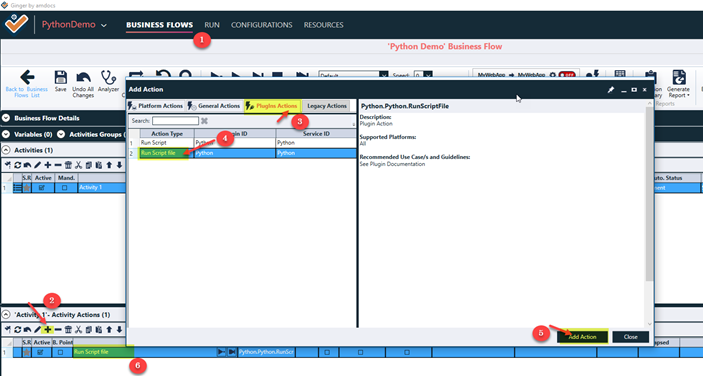 Ginger by amdocs
PythonDemo BUSINESS FLOWS RUN CONFIGURATIONS RESOURCES
1
'Python Demo' Business Flow
Default Speed: 0 MyWebApp MyWebApp OFF
Back to Business Flows List Save Undo All Changes Analyzer Generate Report
Reports
Business Flow Details
Variables (0) Activities Groups
Activities (1)
S.R Active Mand. Auto. Status
1 Activity 1
Add Action
Platform Actions General Actions PlugIns Actions Legacy Actions
3
Search:
Action Type Plugin ID Service ID
1 Run Script Python Python
2 Run Script file Python Python
4
Python.Python.RunScriptFile
Description:
Plugin Action
Supported Platforms:
All
Recommended Use Case/s and Guidelines:
See Plugin Documentation
5
Add Action Close
2
'Activity 1'- Activity Actions (1)
S.R Active B. Point
1 Run Script file Python.Python.RunScr
6